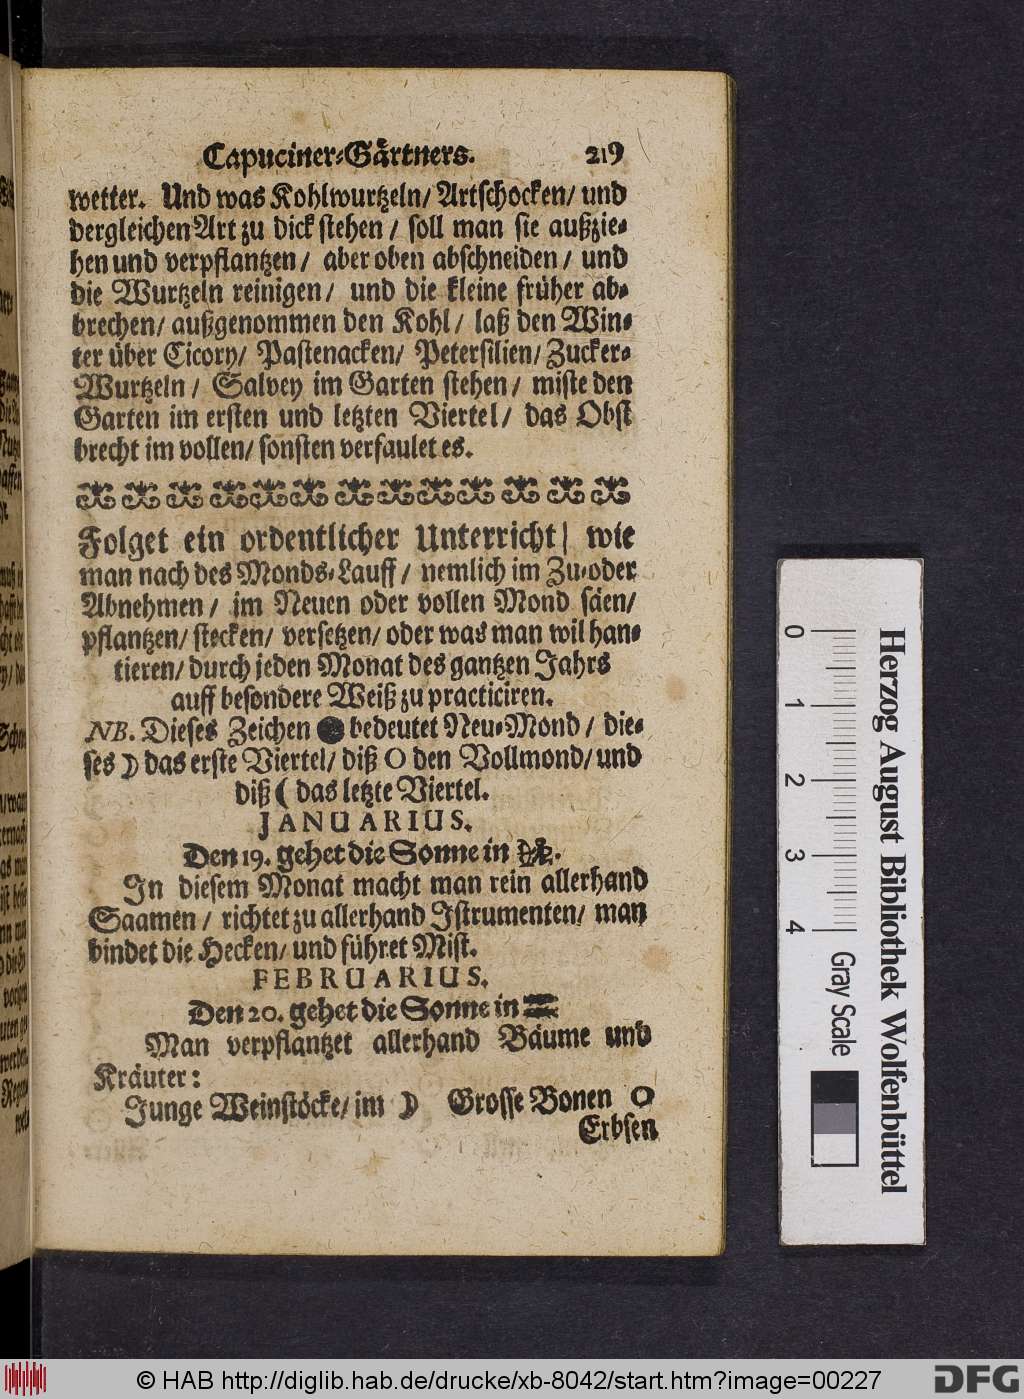 Capuciner-Gärtners. 219
wetter. Und was Kohlwurtzeln/ Artschocken/ und
dergleichen Art zu dick stehen / soll man sie außzie-
hen und verpflantzen / aber oben abschneiden / und
die Wurtzeln reinigen / und die kleine früher ab-
brechen/ außgenommen den Kohl / laß den Win-
ter über Cicory/ Pastenacken/ Petersilien/ Zucker-
Wurtzeln / Salvey im Garten stehen / miste den
Garten im ersten und letzten Viertel / das Obst
brecht im vollen/ sonsten verfaulet es.
Folget ein ordentlicher Unterricht/ wie
man nach des Monds-Lauff / nemlich im Zu-oder
Abnehmen / im Neuen oder vollen Mond säen/
pflantzen/ stecken/ versetzen/ oder was man wil han-
tieren/ durch jeden Monat des gantzen Jahrs
auff besondere Weiß zu practiciren.
NB. Dieses Zeichen ● bedeutet Neu-Mond / die-
ses ☽ das erste Viertel/ diß O den Vollmond/ und
diß ( das letzte Viertel.
JANUARIUS.
Den 19. gehet die Sonne in .
In diesem Monat macht man rein allerhand
Saamen / richtet zu allerhand Istrumenten/ man
bindet die Hecken/ und führet Mist.
FEBRUARIUS.
Den 20. gehet die Sonne in
Man verpflantzet allerhand Bäume und
Kräuter:
Junge Weinstöcke/ im ☽ Grosse Bonen O
Erbsen
0 1 2 3 4
Gray Scale
Herzog August Bibliothek Wolfenbüttel
© HAB http://diglib.hab.de/drucke/xb-8042/start.htm?image=00227
DFG